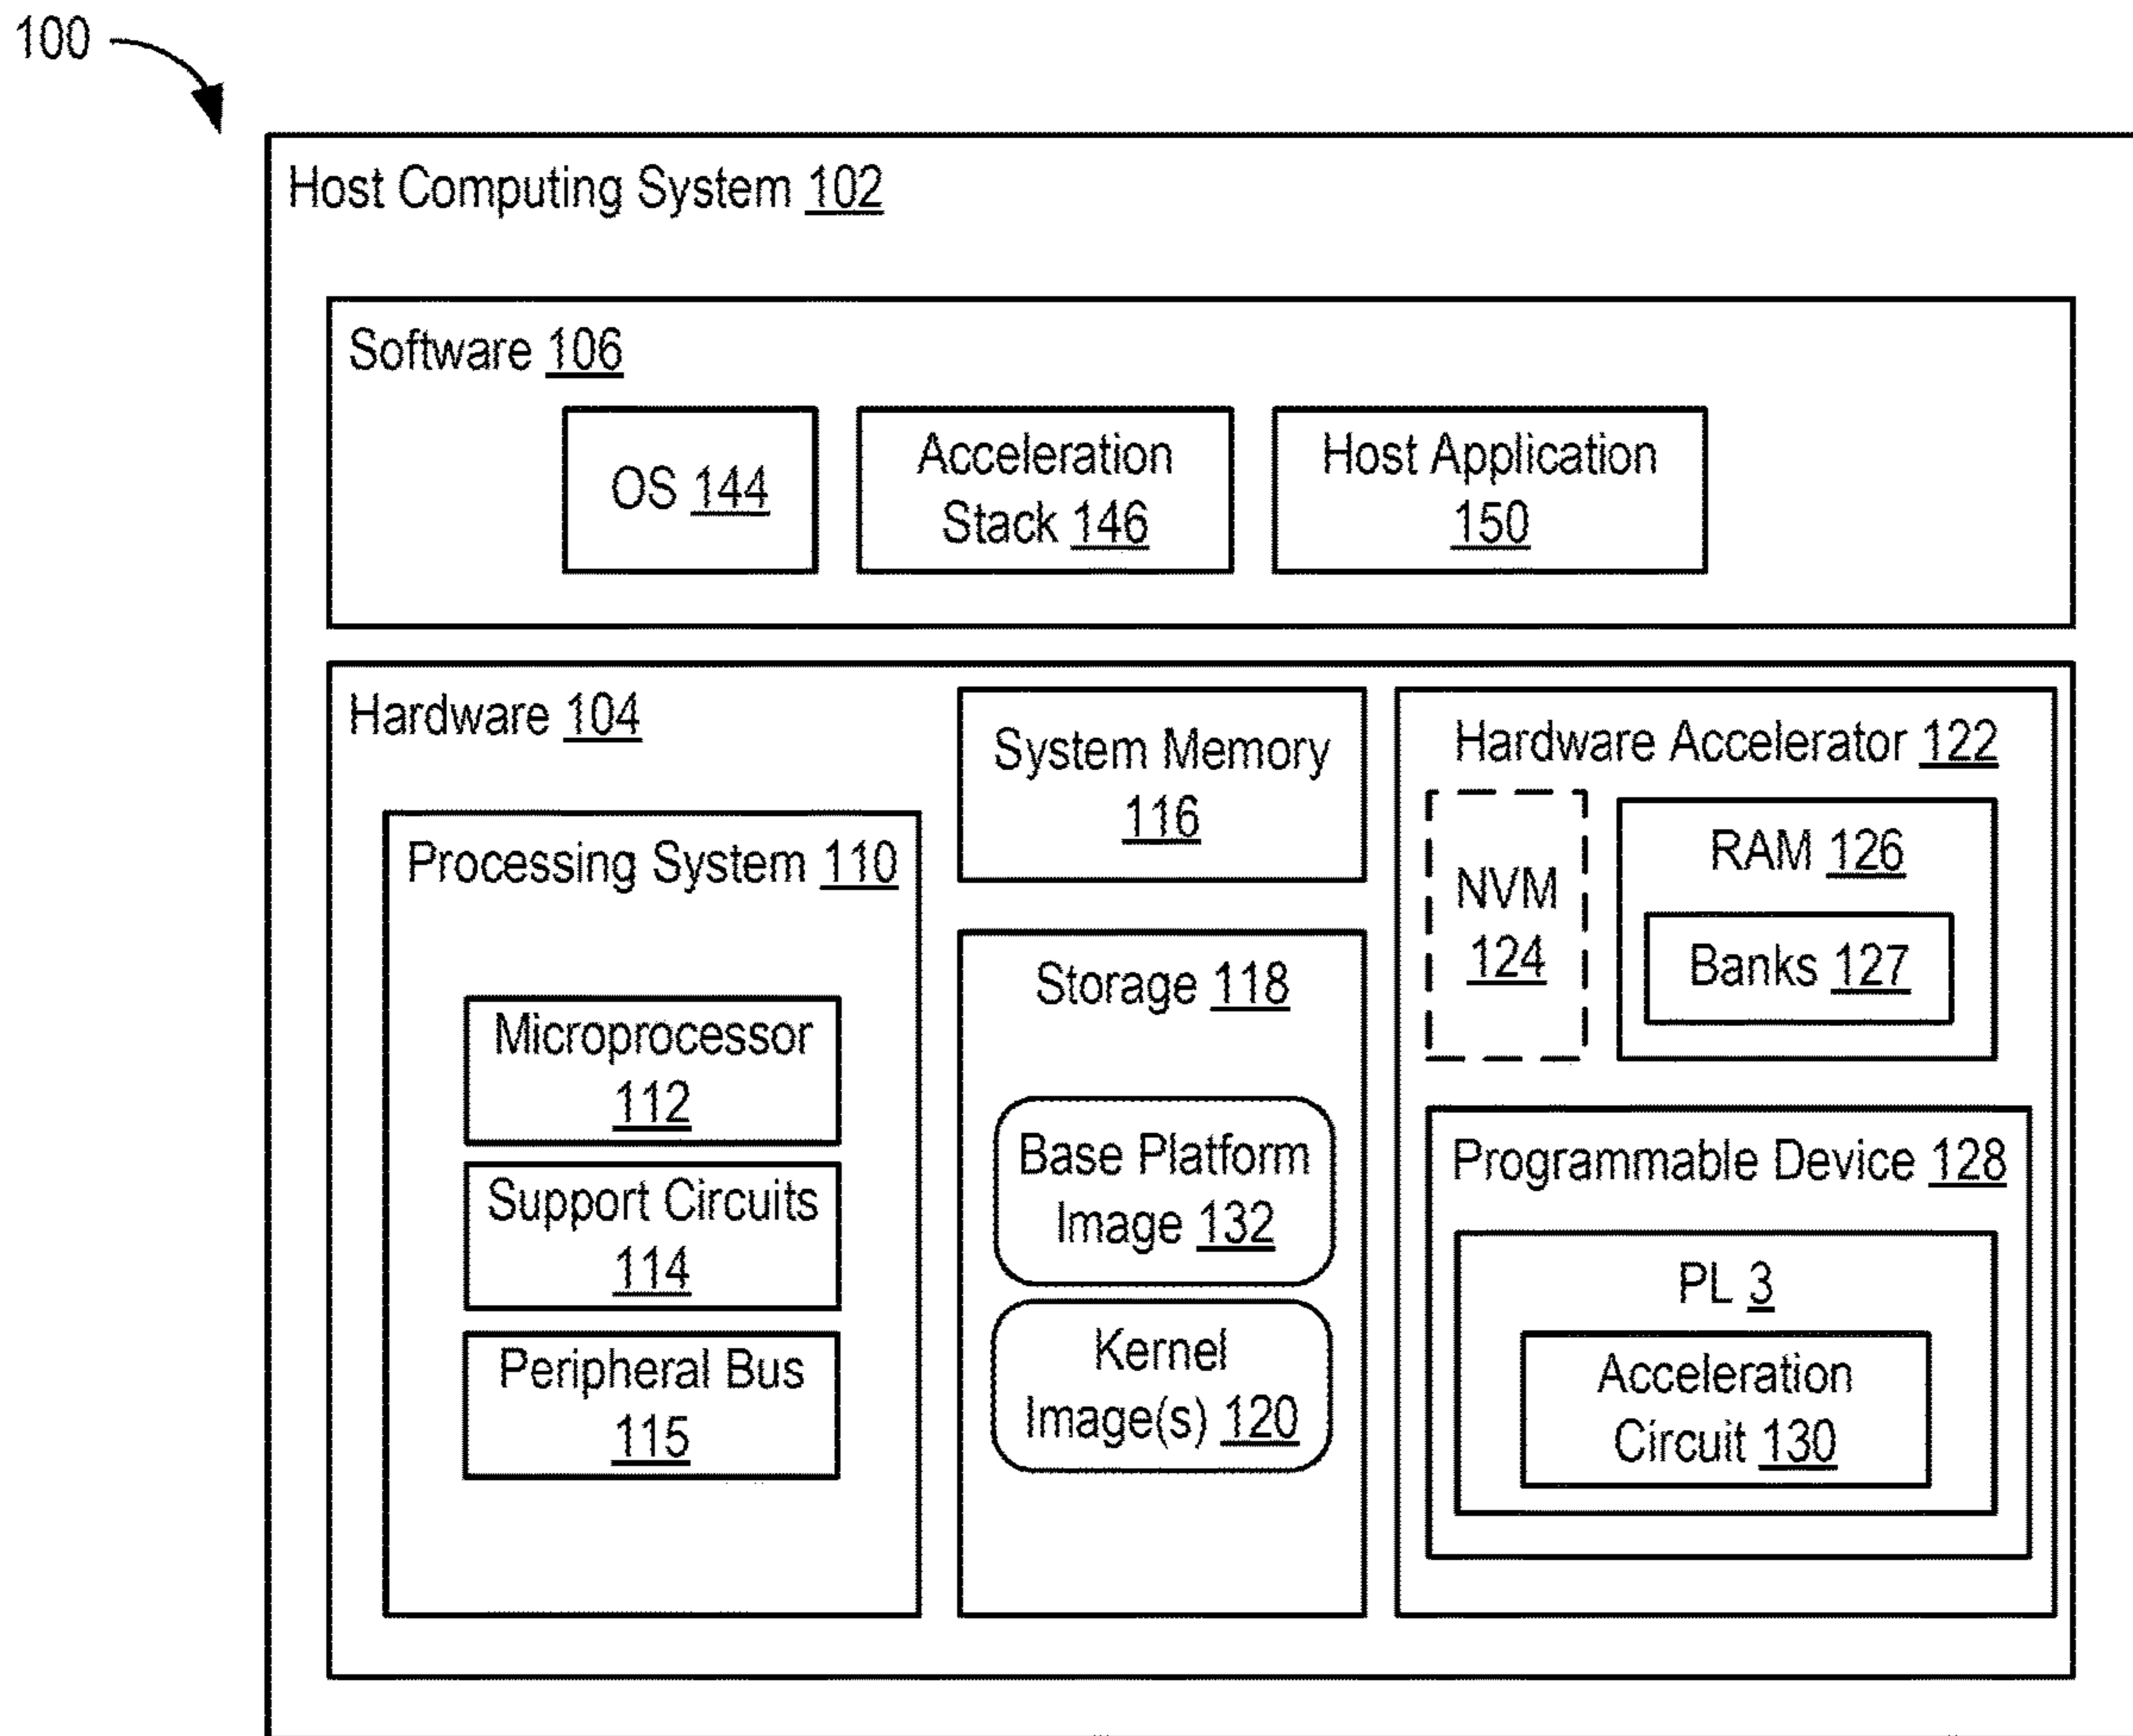 100
Host Computing System 102
Software 106
OS 144
Acceleration
Stack 146
Host Application
150
Hardware 104
Processing System 110
Microprocessor
112
Support Circuits
114
Peripheral Bus
115
System Memory
116
Storage 118
Base Platform
Image 132
Kernel
Image(s) 120
Hardware Accelerator 122
NVM
124
RAM 126
Banks 127
Programmable Device 128
PL 3
Acceleration
Circuit 130